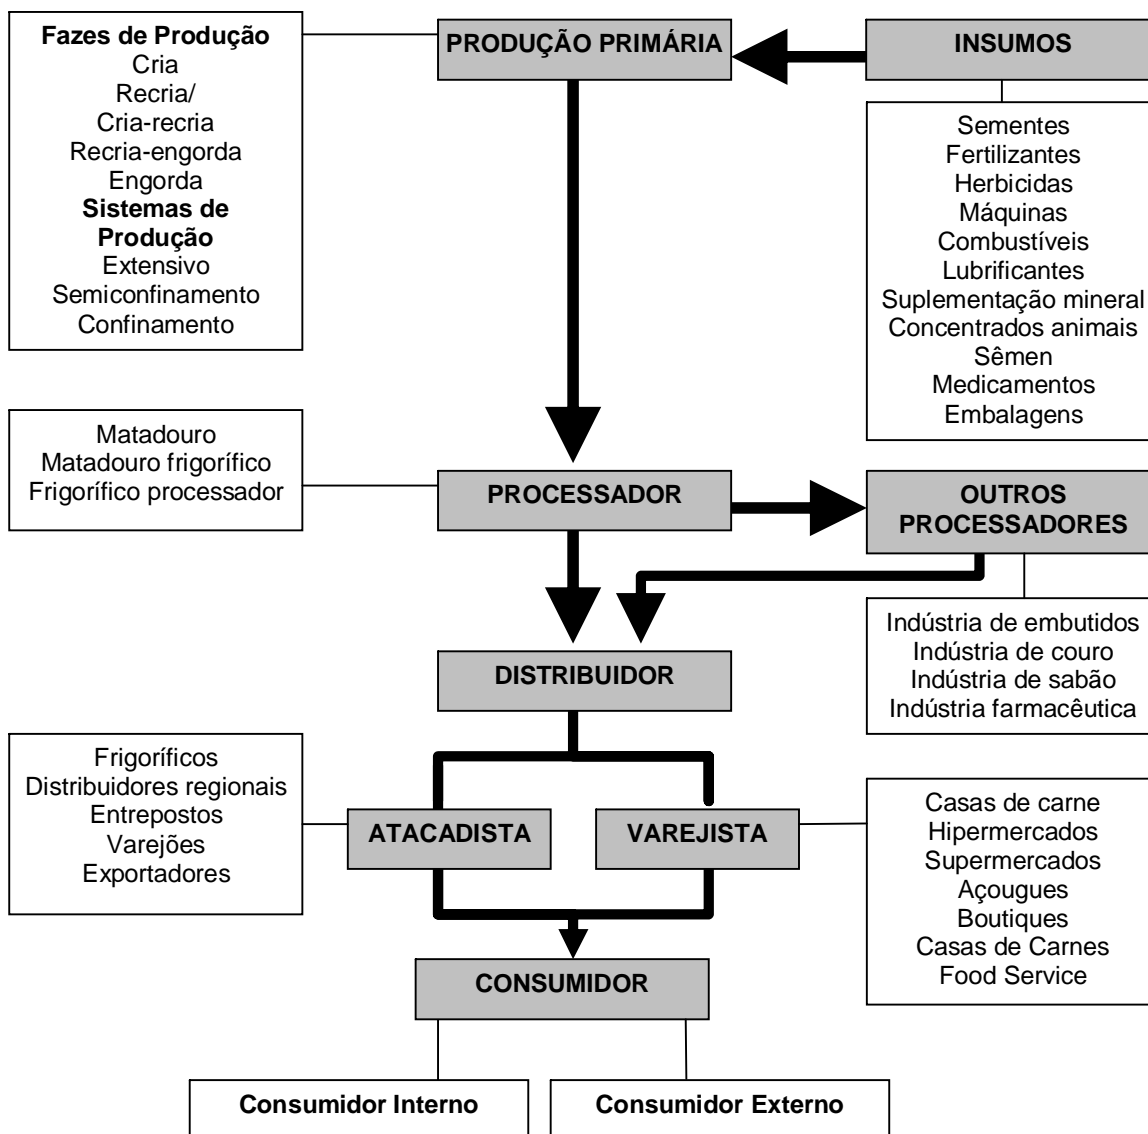 Fazes de Produção
Cria
Recria/
Cria-recria
Recria-engorda
Engorda
Sistemas de
Produção
Extensivo
Semiconfinamento
Confinamento
PRODUÇÃO PRIMÁRIA
INSUMOS
Sementes
Fertilizantes
Herbicidas
Máquinas
Combustíveis
Lubrificantes
Suplementação mineral
Concentrados animais
Sêmen
Medicamentos
Embalagens
Matadouro
Matadouro frigorífico
Frigorífico processador
PROCESSADOR
OUTROS
PROCESSADORES
Indústria de embutidos
Indústria de couro
Indústria de sabão
Indústria farmacêutica
DISTRIBUIDOR
Frigoríficos
Distribuidores regionais
Entrepostos
Varejões
Exportadores
ATACADISTA
VAREJISTA
Casas de carne
Hipermercados
Supermercados
Açougues
Boutiques
Casas de Carnes
Food Service
CONSUMIDOR
Consumidor Interno
Consumidor Externo